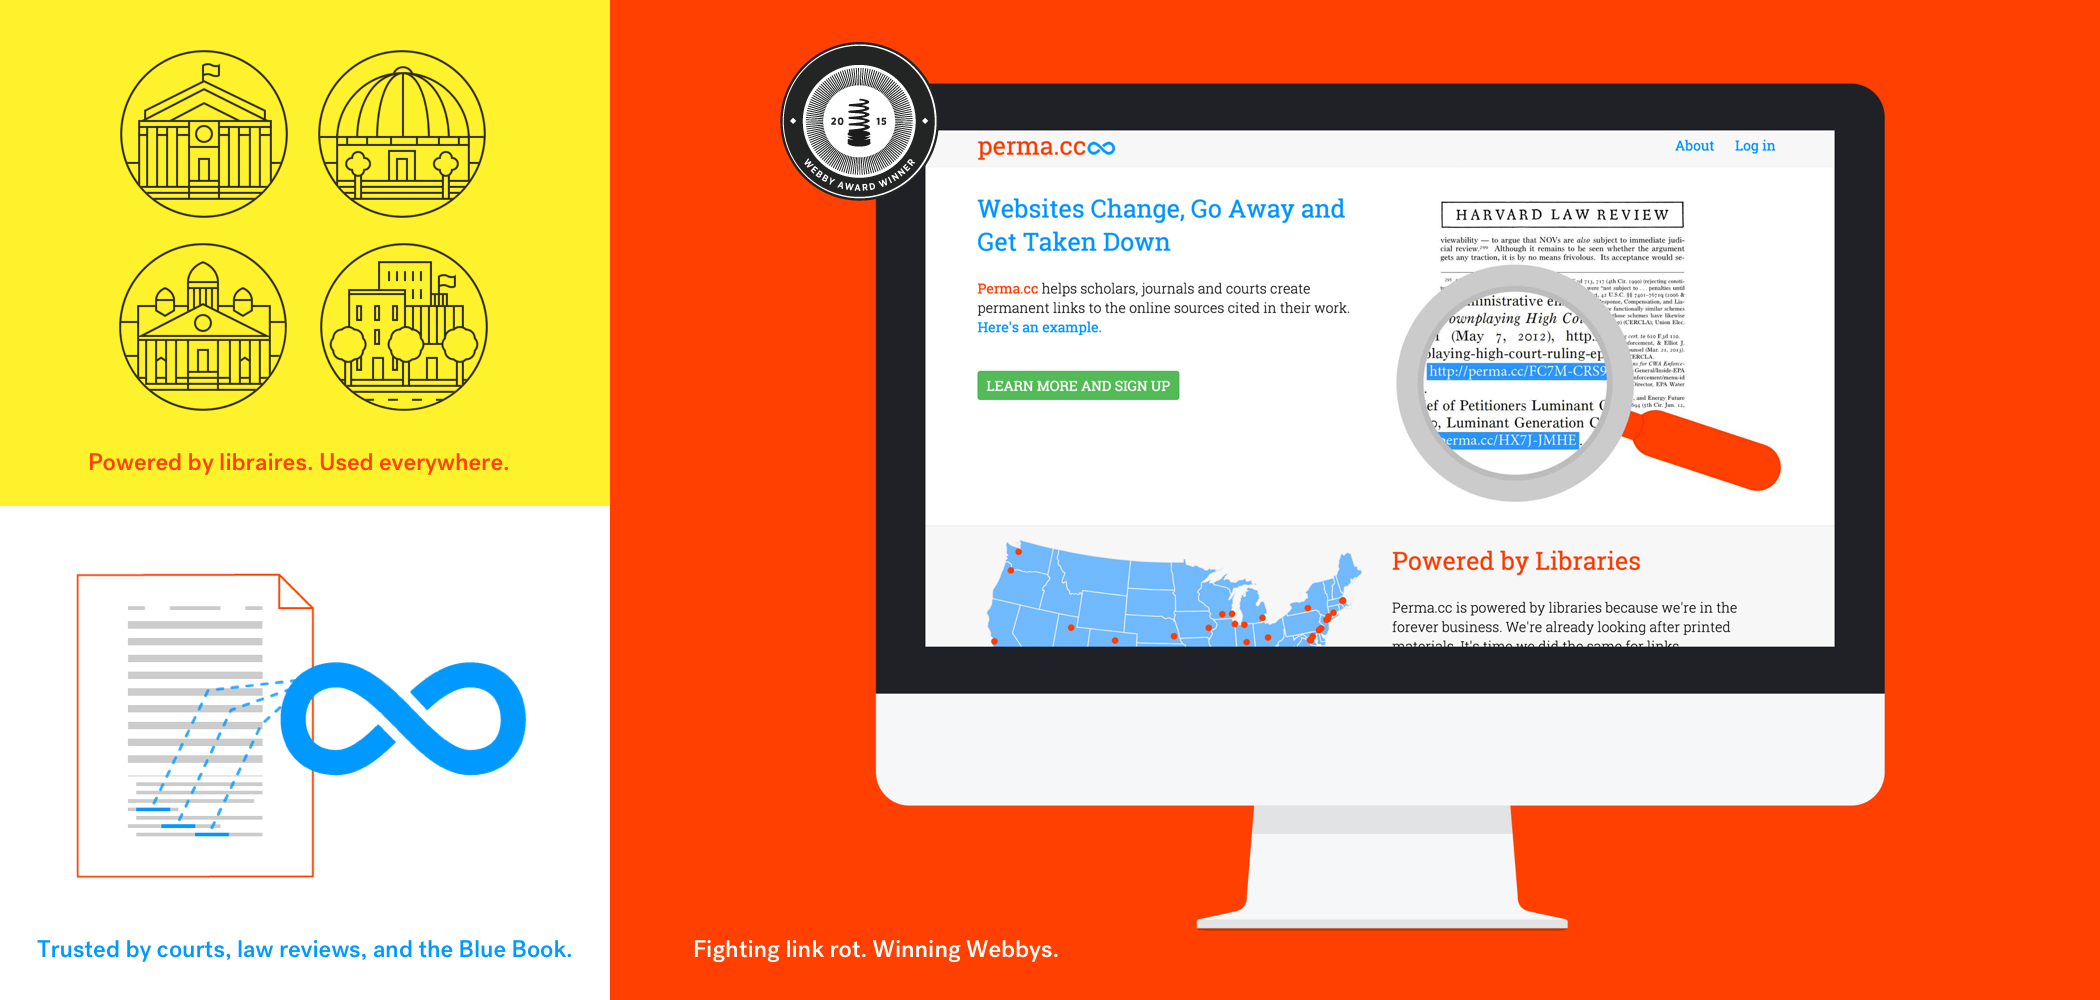 Powered by libraires. Used everywhere.
Trusted by courts, law reviews, and the Blue Book.
20 15
WEBBY AWARD WINNER
perma.cc
About Log in
Websites Change, Go Away and
Get Taken Down
Perma.cc helps scholars, journals and courts create
permanent links to the online sources cited in their work.
Here's an example.
LEARN MORE AND SIGN UP
HARVARD LAW REVIEW
viewability — to argue that NOVs are also subject to immediate judi-
cial review.²⁹⁹ Although it remains to be seen whether the argument
gets any traction, it is by no means frivolous. Its acceptance would se-
ministrative en
ownplaying High Co
(May 7, 2012), http:
playing-high-court-ruling-ep
http://perma.cc/FC7M-CRS9
ef of Petitioners Luminant
o, Luminant Generation C
perma.cc/HX7J-JMHE.
Powered by Libraries
Perma.cc is powered by libraries because we're in the
forever business. We're already looking after printed
materials. It's time we did the same for links.
Fighting link rot. Winning Webbys.